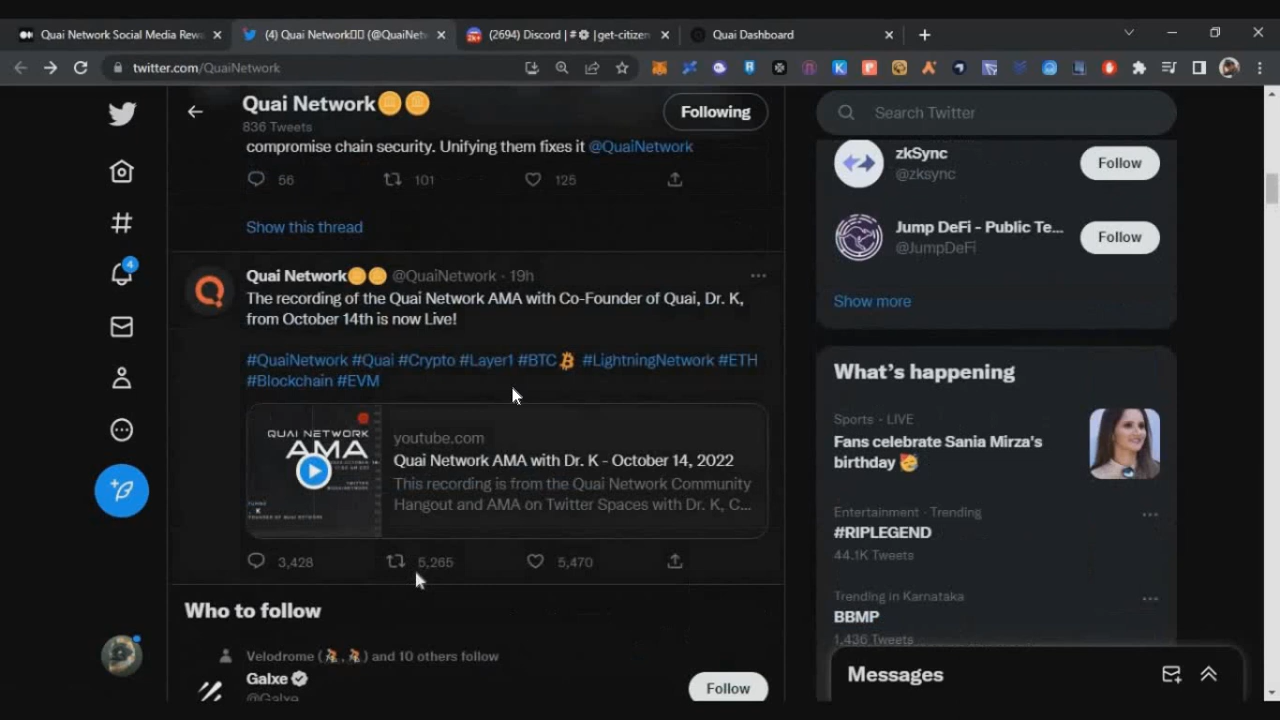 Quai Network Social Media Rew
(4) Quai Network (@QuaiNet
(2694) Discord | # | get-citizen
Quai Dashboard
twitter.com/QuaiNetwork
Quai Network🪙🪙
836 Tweets
Following
Search Twitter
compromise chain security. Unifying them fixes it @QuaiNetwork
56
101
125
Show this thread
Quai Network🪙🪙 @QuaiNetwork · 19h
The recording of the Quai Network AMA with Co-Founder of Quai, Dr. K,
from October 14th is now Live!
#QuaiNetwork #Quai #Crypto #Layer1 #BTC #LightningNetwork #ETH
#Blockchain #EVM
QUAI NETWORK
AMA
youtube.com
Quai Network AMA with Dr. K - October 14, 2022
This recording is from the Quai Network Community
Hangout and AMA on Twitter Spaces with Dr. K, C...
3,428
5,265
5,470
Who to follow
Velodrome (🚴,🚴) and 10 others follow
Galxe
@Galxe
Follow
4
zkSync
@zksync
Follow
Jump DeFi - Public Te...
@JumpDeFi
Follow
Show more
What's happening
Sports · LIVE
Fans celebrate Sania Mirza's
birthday 🥳
Entertainment · Trending
#RIPLEGEND
44.1K Tweets
Trending in Karnataka
BBMP
1,436 Tweets
Messages